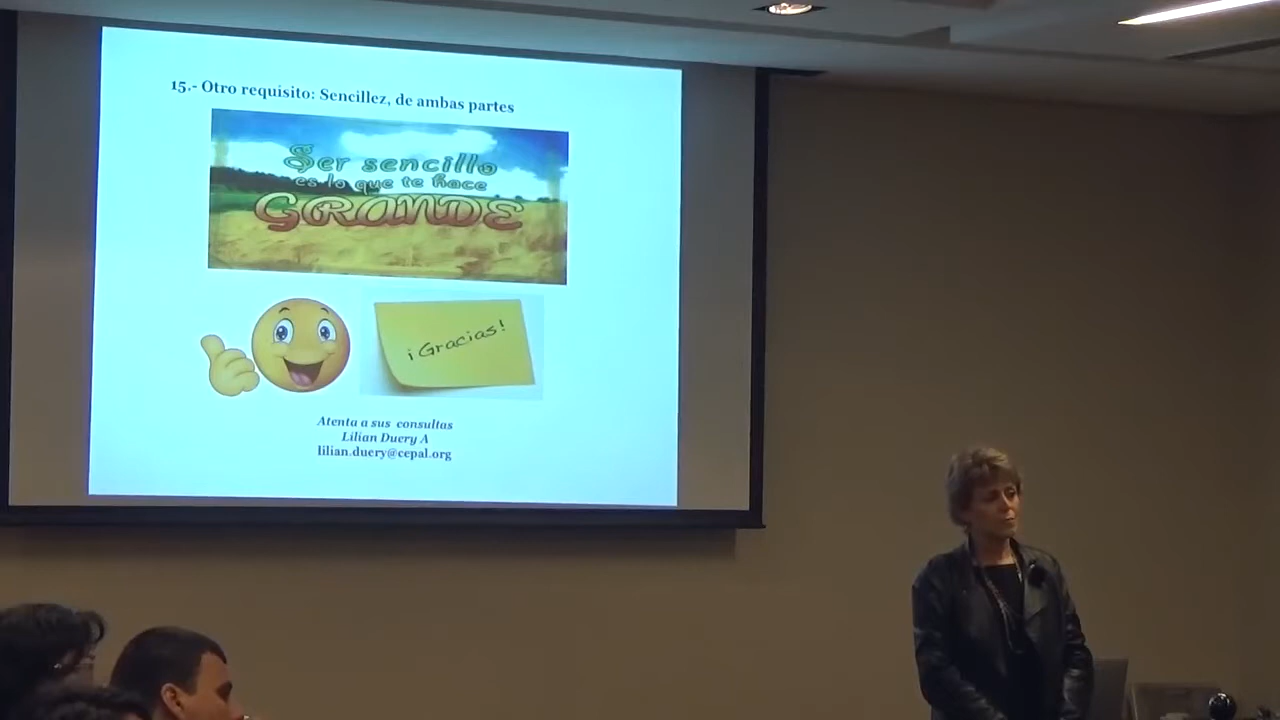 15.- Otro requisito: Sencillez, de ambas partes
Ser sencillo
es lo que te hace
GRANDE
¡Gracias!
Atenta a sus consultas
Lilian Duery A
lilian.duery@cepal.org